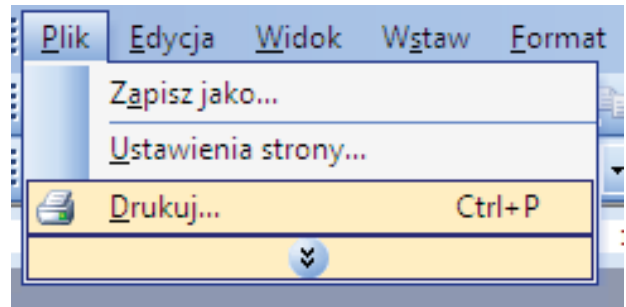 Plik Edycja Widok Wstaw Format
Zapisz jako...
Ustawienia strony...
Drukuj... Ctrl+P